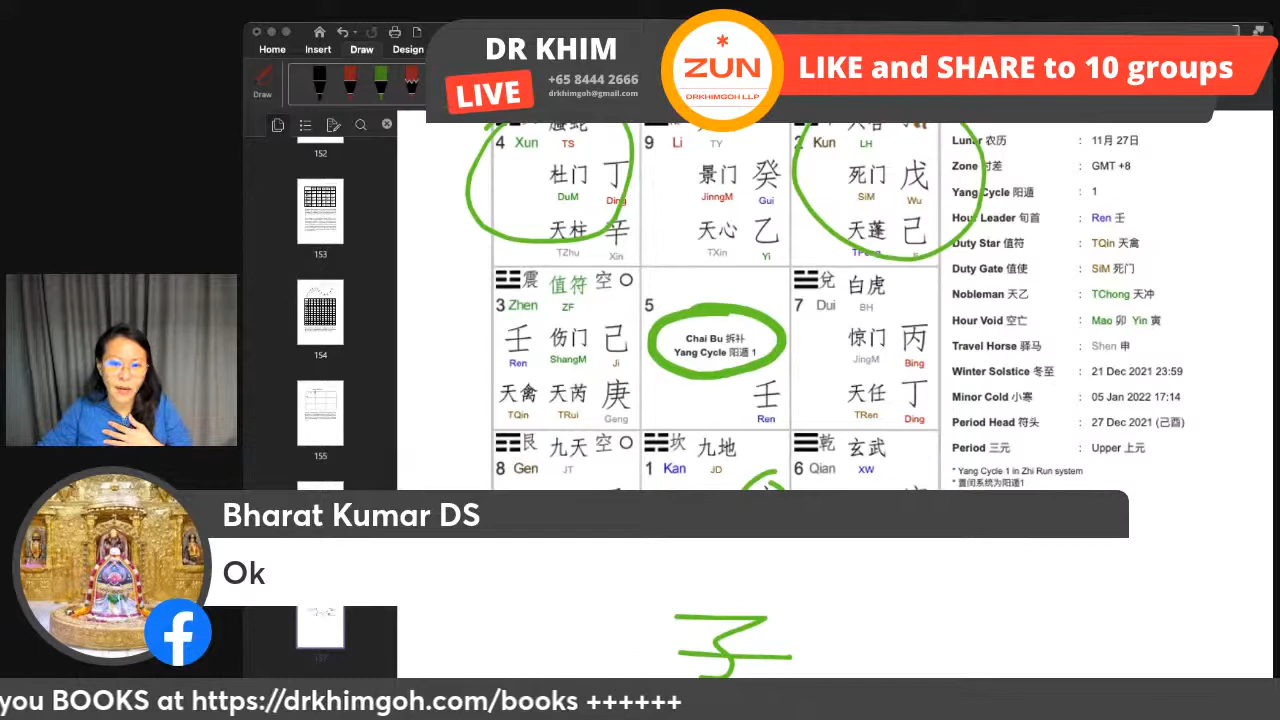 DR KHIM
LIVE
+65 8444 2666
drkhimgoh@gmail.com
ZUN
DRKHIMGOH LLP
LIKE and SHARE to 10 groups
Home Insert Draw Design
Draw
152
153
154
155
157
4 Xun TS
杜门 丁
DuM Ding
天柱 辛
TZhu Xin
9 Li TY
景门 癸
JinngM Gui
天心 乙
TXin Yi
2 Kun LH
死门 戊
SiM Wu
天蓬 己
震 值符 空
3 Zhen ZF
壬 伤门 己
Ren ShangM Ji
天禽 天芮 庚
TQin TRui Geng
5
Chai Bu 拆补
Yang Cycle 阳遁 1
壬
Ren
兑 白虎
7 Dui BH
惊门 丙
JingM Bing
天任 丁
TRen Ding
艮 九天 空
8 Gen JT
坎 九地
1 Kan JD
乾 玄武
6 Qian XW
Lunar 农历 : 11月 27日
Zone 时差 : GMT +8
Yang Cycle 阳遁 : 1
Hour Leader 旬首 : Ren 壬
Duty Star 值符 : TQin 天禽
Duty Gate 值使 : SiM 死门
Nobleman 天乙 : TChong 天冲
Hour Void 空亡 : Mao 卯 Yin 寅
Travel Horse 驿马 : Shen 申
Winter Solstice 冬至 : 21 Dec 2021 23:59
Minor Cold 小寒 : 05 Jan 2022 17:14
Period Head 符头 : 27 Dec 2021 (己酉)
Period 三元 : Upper 上元
* Yang Cycle 1 in Zhi Run system
* 置闰系统为阳遁1
Bharat Kumar DS
Ok
you BOOKS at https://drkhimgoh.com/books ++++++